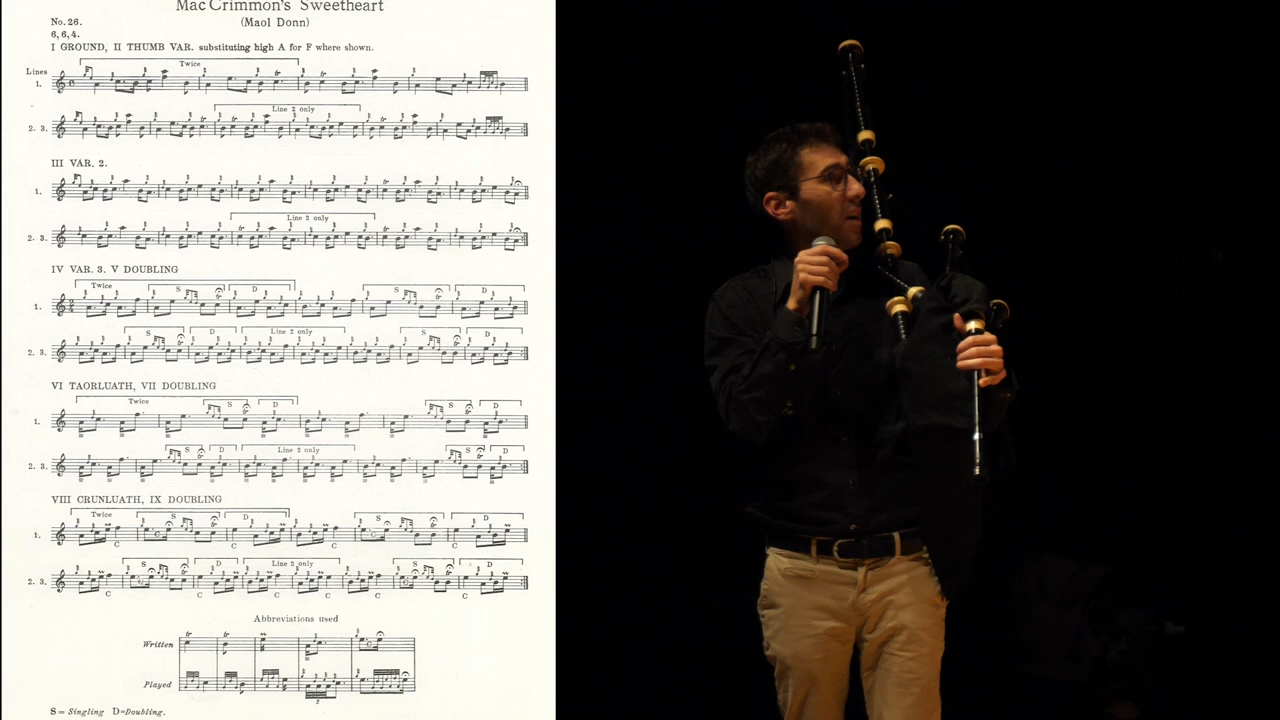 MacCrimmon's Sweetheart
No. 26.
(Maol Donn)
6, 6, 4.
I GROUND, II THUMB VAR. substituting high A for F where shown.
Twice
Lines
1.
Line 2 only
2. 3.
III VAR. 2.
1.
Line 2 only
2. 3.
IV VAR. 3. V DOUBLING
Twice S D S D
1.
S D Line 2 only S D
2. 3.
VI TAORLUATH, VII DOUBLING
Twice S D S D
1.
S D Line 2 only S D
2. 3.
VIII CRUNLUATH, IX DOUBLING
Twice S D S D
1.
C C C C
S D Line 2 only S D
2. 3.
C C C C C C
Abbreviations used
Written
Played
S = Singling D=Doubling.